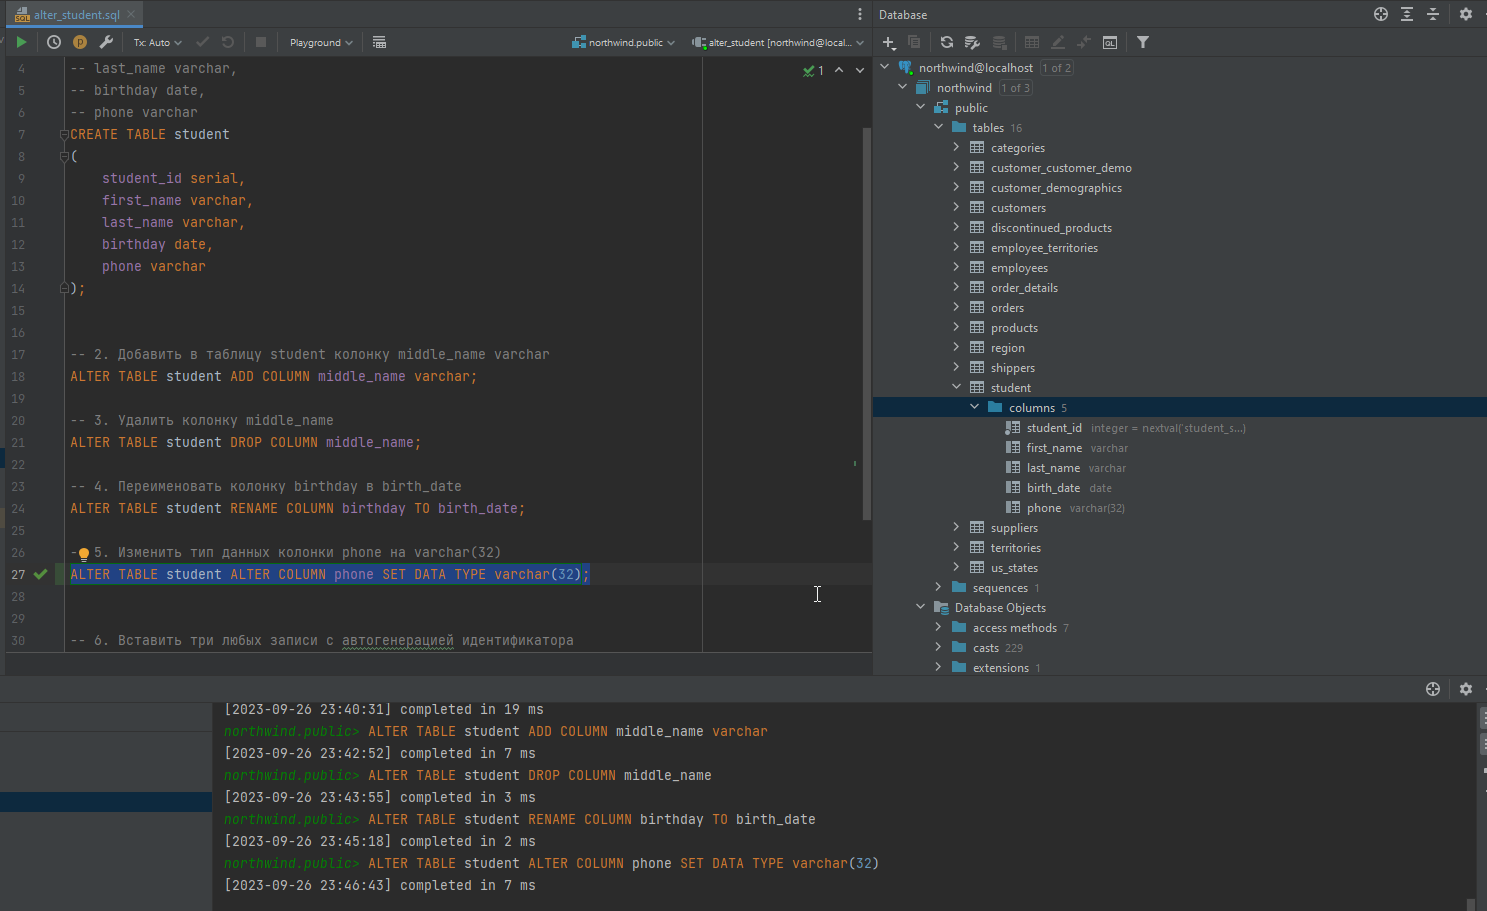 alter_student.sql
Database
Tx: Auto
Playground
northwind.public
alter_student [northwind@local...
4 -- last_name varchar,
5 -- birthday date,
6 -- phone varchar
7 CREATE TABLE student
8 (
9 student_id serial,
10 first_name varchar,
11 last_name varchar,
12 birthday date,
13 phone varchar
14 );
15
16
17 -- 2. Добавить в таблицу student колонку middle_name varchar
18 ALTER TABLE student ADD COLUMN middle_name varchar;
19
20 -- 3. Удалить колонку middle_name
21 ALTER TABLE student DROP COLUMN middle_name;
22
23 -- 4. Переименовать колонку birthday в birth_date
24 ALTER TABLE student RENAME COLUMN birthday TO birth_date;
25
26 - 5. Изменить тип данных колонки phone на varchar(32)
27 ALTER TABLE student ALTER COLUMN phone SET DATA TYPE varchar(32);
28
29
30 -- 6. Вставить три любых записи с автогенерацией идентификатора
1
northwind@localhost 1 of 2
northwind 1 of 3
public
tables 16
categories
customer_customer_demo
customer_demographics
customers
discontinued_products
employee_territories
employees
order_details
orders
products
region
shippers
student
columns 5
student_id integer = nextval('student_s...)
first_name varchar
last_name varchar
birth_date date
phone varchar(32)
suppliers
territories
us_states
sequences 1
Database Objects
access methods 7
casts 229
extensions 1
[2023-09-26 23:40:31] completed in 19 ms
northwind.public> ALTER TABLE student ADD COLUMN middle_name varchar
[2023-09-26 23:42:52] completed in 7 ms
northwind.public> ALTER TABLE student DROP COLUMN middle_name
[2023-09-26 23:43:55] completed in 3 ms
northwind.public> ALTER TABLE student RENAME COLUMN birthday TO birth_date
[2023-09-26 23:45:18] completed in 2 ms
northwind.public> ALTER TABLE student ALTER COLUMN phone SET DATA TYPE varchar(32)
[2023-09-26 23:46:43] completed in 7 ms